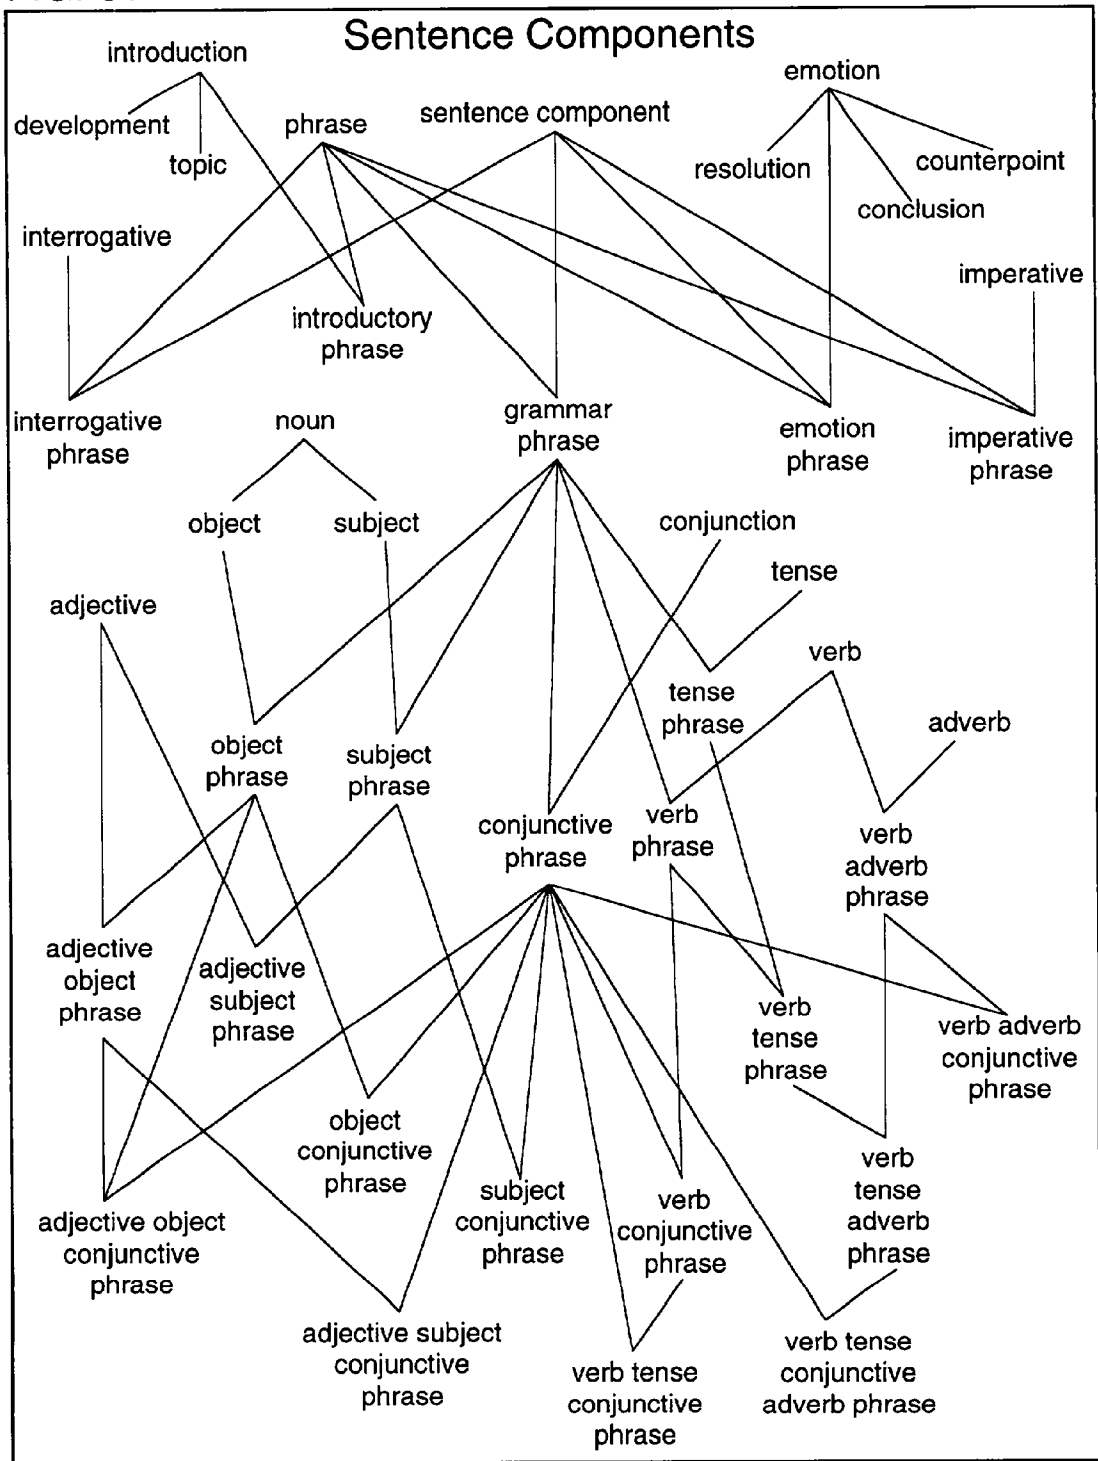 Sentence Components
introduction
emotion
development
phrase
sentence component
topic
resolution
counterpoint
conclusion
interrogative
imperative
introductory
phrase
interrogative
phrase
noun
grammar
phrase
emotion
phrase
imperative
phrase
object
subject
conjunction
tense
adjective
verb
tense
phrase
adverb
object
phrase
subject
phrase
conjunctive
phrase
verb
phrase
verb
adverb
phrase
adjective
object
phrase
adjective
subject
phrase
verb
tense
phrase
verb adverb
conjunctive
phrase
object
conjunctive
phrase
subject
conjunctive
phrase
verb
conjunctive
phrase
verb
tense
adverb
phrase
adjective object
conjunctive
phrase
adjective subject
conjunctive
phrase
verb tense
conjunctive
phrase
verb tense
conjunctive
adverb phrase